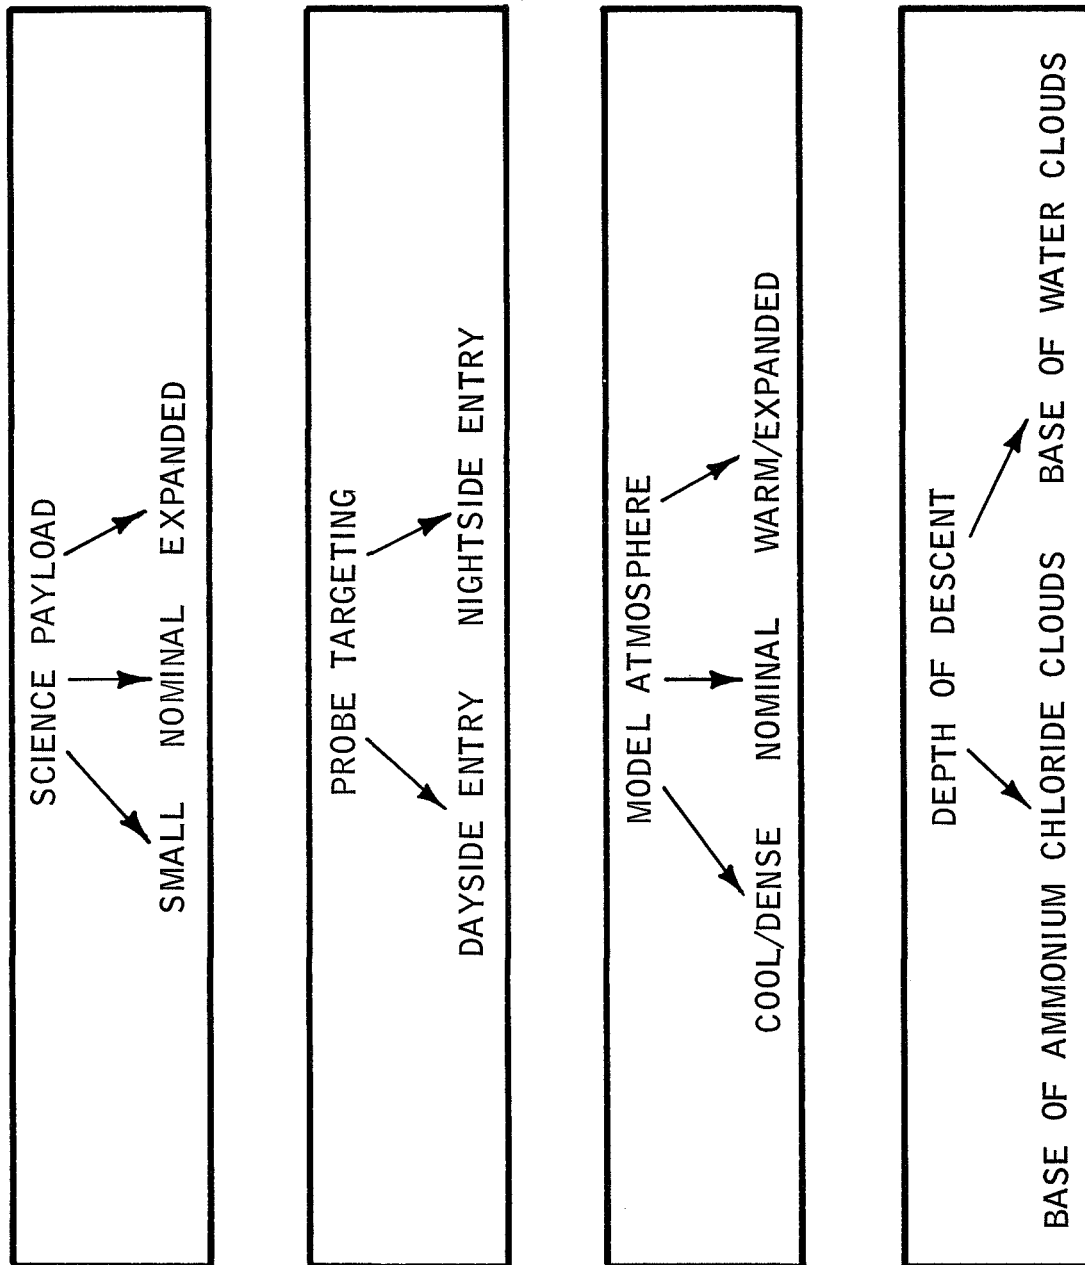 SCIENCE PAYLOAD
SMALL NOMINAL EXPANDED
PROBE TARGETING
DAYSIDE ENTRY NIGHTSIDE ENTRY
MODEL ATMOSPHERE
COOL/DENSE NOMINAL WARM/EXPANDED
DEPTH OF DESCENT
BASE OF AMMONIUM CHLORIDE CLOUDS BASE OF WATER CLOUDS